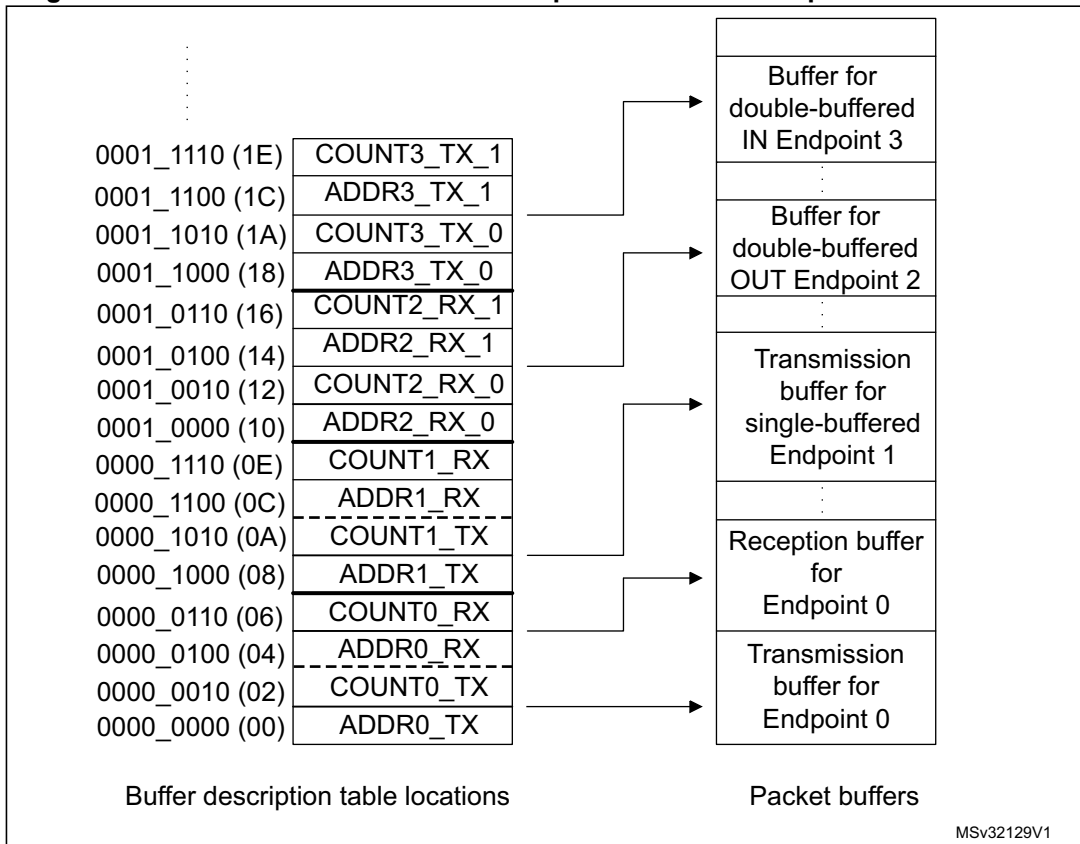 0001_1110 (1E) COUNT3_TX_1
0001_1100 (1C) ADDR3_TX_1
0001_1010 (1A) COUNT3_TX_0
0001_1000 (18) ADDR3_TX_0
0001_0110 (16) COUNT2_RX_1
0001_0100 (14) ADDR2_RX_1
0001_0010 (12) COUNT2_RX_0
0001_0000 (10) ADDR2_RX_0
0000_1110 (0E) COUNT1_RX
0000_1100 (0C) ADDR1_RX
0000_1010 (0A) COUNT1_TX
0000_1000 (08) ADDR1_TX
0000_0110 (06) COUNT0_RX
0000_0100 (04) ADDR0_RX
0000_0010 (02) COUNT0_TX
0000_0000 (00) ADDR0_TX
Buffer description table locations
Buffer for
double-buffered
IN Endpoint 3
Buffer for
double-buffered
OUT Endpoint 2
Transmission
buffer for
single-buffered
Endpoint 1
Reception buffer
for
Endpoint 0
Transmission
buffer for
Endpoint 0
Packet buffers
MSv32129V1